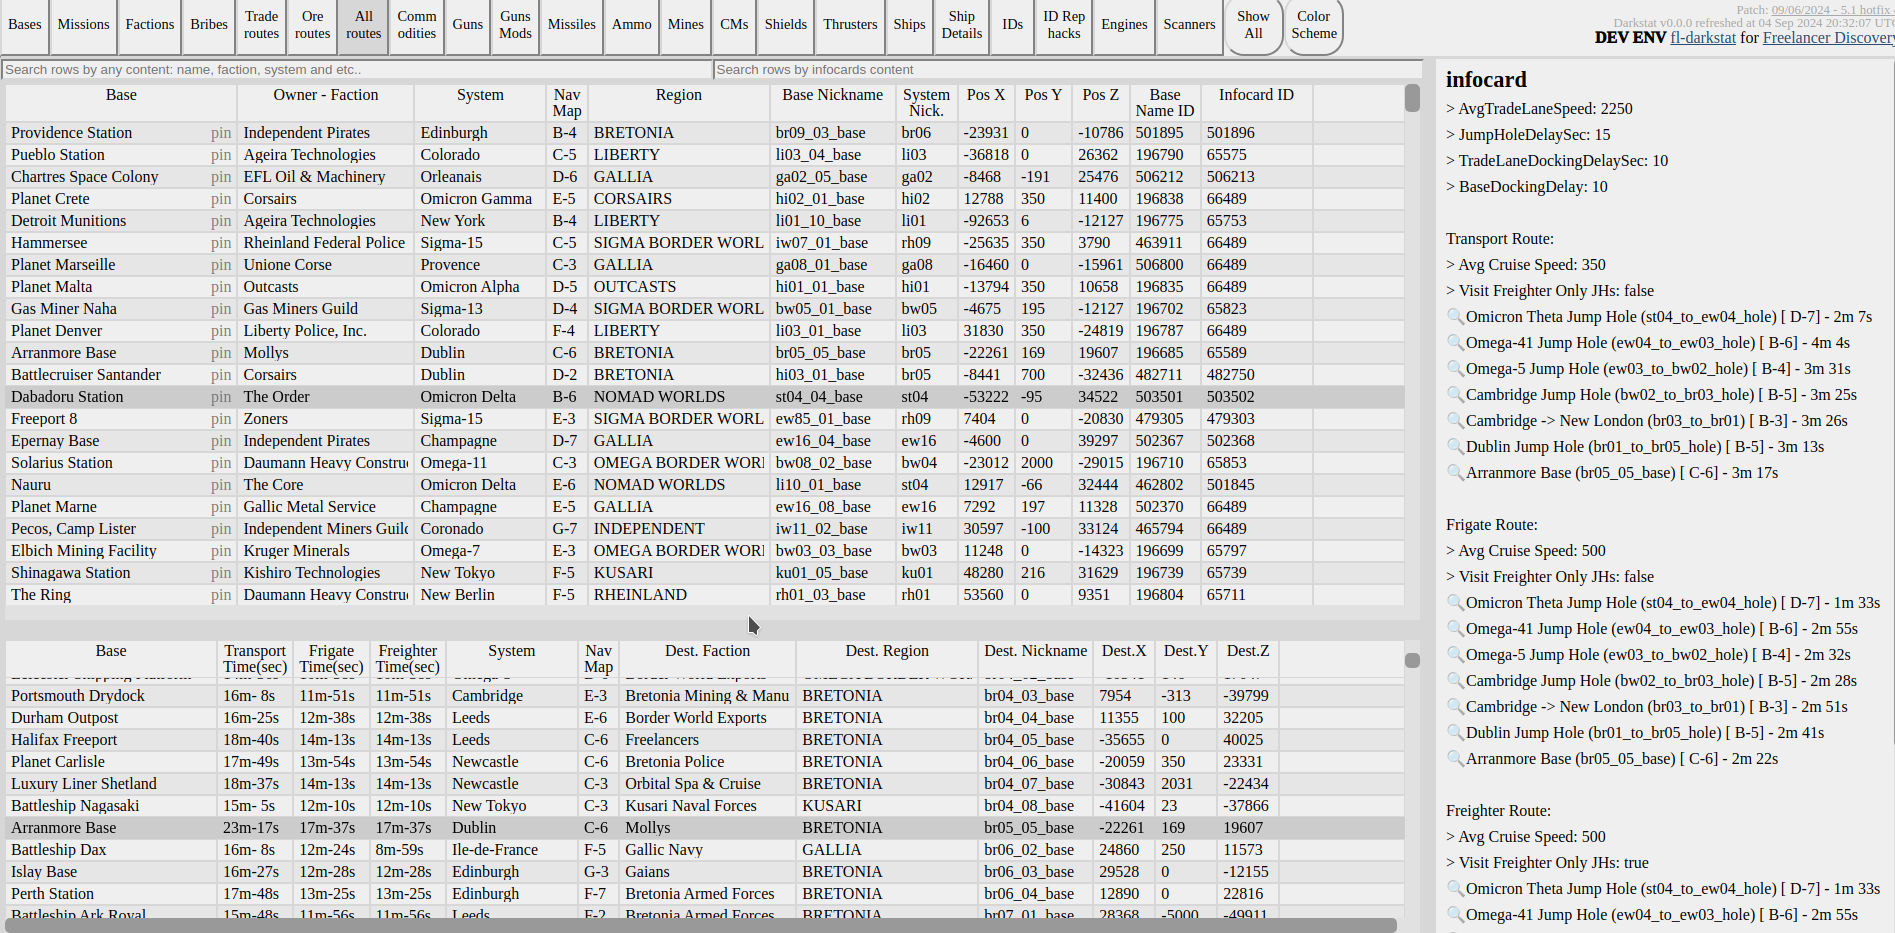 Bases Missions Factions Bribes Trade routes Ore routes All routes Comm odities Guns Guns Mods Missiles Ammo Mines CMs Shields Thrusters Ships Ship Details IDs ID Rep hacks Engines Scanners Show All Color Scheme
Patch: 09/06/2024 - 5.1 hotfix
Darkstat v0.0.0 refreshed at 04 Sep 2024 20:32:07 UTC
DEV ENV fl-darkstat for Freelancer Discovery
Search rows by any content: name, faction, system and etc.. Search rows by infocards content
Base Owner - Faction System Nav Map Region Base Nickname System Nick. Pos X Pos Y Pos Z Base Name ID Infocard ID
Providence Station pin Independent Pirates Edinburgh B-4 BRETONIA br09_03_base br06 -23931 0 -10786 501895 501896
Pueblo Station pin Ageira Technologies Colorado C-5 LIBERTY li03_04_base li03 -36818 0 26362 196790 65575
Chartres Space Colony pin EFL Oil & Machinery Orleanais D-6 GALLIA ga02_05_base ga02 -8468 -191 25476 506212 506213
Planet Crete pin Corsairs Omicron Gamma E-5 CORSAIRS hi02_01_base hi02 12788 350 11400 196838 66489
Detroit Munitions pin Ageira Technologies New York B-4 LIBERTY li01_10_base li01 -92653 6 -12127 196775 65753
Hammersee pin Rheinland Federal Police Sigma-15 C-5 SIGMA BORDER WORL iw07_01_base rh09 -25635 350 3790 463911 66489
Planet Marseille pin Unione Corse Provence C-3 GALLIA ga08_01_base ga08 -16460 0 -15961 506800 66489
Planet Malta pin Outcasts Omicron Alpha D-5 OUTCASTS hi01_01_base hi01 -13794 350 10658 196835 66489
Gas Miner Naha pin Gas Miners Guild Sigma-13 D-4 SIGMA BORDER WORL bw05_01_base bw05 -4675 195 -12127 196702 65823
Planet Denver pin Liberty Police, Inc. Colorado F-4 LIBERTY li03_01_base li03 31830 350 -24819 196787 66489
Arranmore Base pin Mollys Dublin C-6 BRETONIA br05_05_base br05 -22261 169 19607 196685 65589
Battlecruiser Santander pin Corsairs Dublin D-2 BRETONIA hi03_01_base br05 -8441 700 -32436 482711 482750
Dabadoru Station pin The Order Omicron Delta B-6 NOMAD WORLDS st04_04_base st04 -53222 -95 34522 503501 503502
Freeport 8 pin Zoners Sigma-15 E-3 SIGMA BORDER WORL ew85_01_base rh09 7404 0 -20830 479305 479303
Epernay Base pin Independent Pirates Champagne D-7 GALLIA ew16_04_base ew16 -4600 0 39297 502367 502368
Solarius Station pin Daumann Heavy Constru Omega-11 C-3 OMEGA BORDER WORI bw08_02_base bw04 -23012 2000 -29015 196710 65853
Nauru pin The Core Omicron Delta E-6 NOMAD WORLDS li10_01_base st04 12917 -66 32444 462802 501845
Planet Marne pin Gallic Metal Service Champagne E-5 GALLIA ew16_08_base ew16 7292 197 11328 502370 66489
Pecos, Camp Lister pin Independent Miners Guild Coronado G-7 INDEPENDENT iw11_02_base iw11 30597 -100 33124 465794 66489
Elbich Mining Facility pin Kruger Minerals Omega-7 E-3 OMEGA BORDER WORI bw03_03_base bw03 11248 0 -14323 196699 65797
Shinagawa Station pin Kishiro Technologies New Tokyo F-5 KUSARI ku01_05_base ku01 48280 216 31629 196739 65739
The Ring pin Daumann Heavy Constru New Berlin F-5 RHEINLAND rh01_03_base rh01 53560 0 9351 196804 65711
Base Transport Time(sec) Frigate Time(sec) Freighter Time(sec) System Nav Map Dest. Faction Dest. Region Dest. Nickname Dest.X Dest.Y Dest.Z
Portsmouth Drydock 16m- 8s 11m-51s 11m-51s Cambridge E-3 Bretonia Mining & Manu BRETONIA br04_03_base 7954 -313 -39799
Durham Outpost 16m-25s 12m-38s 12m-38s Leeds E-6 Border World Exports BRETONIA br04_04_base 11355 100 32205
Halifax Freeport 18m-40s 14m-13s 14m-13s Leeds C-6 Freelancers BRETONIA br04_05_base -35655 0 40025
Planet Carlisle 17m-49s 13m-54s 13m-54s Newcastle C-6 Bretonia Police BRETONIA br04_06_base -20059 350 23331
Luxury Liner Shetland 18m-37s 14m-13s 14m-13s Newcastle C-3 Orbital Spa & Cruise BRETONIA br04_07_base -30843 2031 -22434
Battleship Nagasaki 15m- 5s 12m-10s 12m-10s New Tokyo C-3 Kusari Naval Forces KUSARI br04_08_base -41604 23 -37866
Arranmore Base 23m-17s 17m-37s 17m-37s Dublin C-6 Mollys BRETONIA br05_05_base -22261 169 19607
Battleship Dax 16m- 8s 12m-24s 8m-59s Ile-de-France F-5 Gallic Navy GALLIA br06_02_base 24860 250 11573
Islay Base 16m-27s 12m-28s 12m-28s Edinburgh G-3 Gaians BRETONIA br06_03_base 29528 0 -12155
Perth Station 17m-48s 13m-25s 13m-25s Edinburgh F-7 Bretonia Armed Forces BRETONIA br06_04_base 12890 0 22816
Battleship Ark Royal 15m-48s 11m-56s 11m-56s Leeds F-2 Bretonia Armed Forces BRETONIA br07_01_base 28368 -5000 -49911
infocard
> AvgTradeLaneSpeed: 2250
> JumpHoleDelaySec: 15
> TradeLaneDockingDelaySec: 10
> BaseDockingDelay: 10
Transport Route:
> Avg Cruise Speed: 350
> Visit Freighter Only JHs: false
Omicron Theta Jump Hole (st04_to_ew04_hole) [ D-7] - 2m 7s
Omega-41 Jump Hole (ew04_to_ew03_hole) [ B-6] - 4m 4s
Omega-5 Jump Hole (ew03_to_bw02_hole) [ B-4] - 3m 31s
Cambridge Jump Hole (bw02_to_br03_hole) [ B-5] - 3m 25s
Cambridge -> New London (br03_to_br01) [ B-3] - 3m 26s
Dublin Jump Hole (br01_to_br05_hole) [ B-5] - 3m 13s
Arranmore Base (br05_05_base) [ C-6] - 3m 17s
Frigate Route:
> Avg Cruise Speed: 500
> Visit Freighter Only JHs: false
Omicron Theta Jump Hole (st04_to_ew04_hole) [ D-7] - 1m 33s
Omega-41 Jump Hole (ew04_to_ew03_hole) [ B-6] - 2m 55s
Omega-5 Jump Hole (ew03_to_bw02_hole) [ B-4] - 2m 32s
Cambridge Jump Hole (bw02_to_br03_hole) [ B-5] - 2m 28s
Cambridge -> New London (br03_to_br01) [ B-3] - 2m 51s
Dublin Jump Hole (br01_to_br05_hole) [ B-5] - 2m 41s
Arranmore Base (br05_05_base) [ C-6] - 2m 22s
Freighter Route:
> Avg Cruise Speed: 500
> Visit Freighter Only JHs: true
Omicron Theta Jump Hole (st04_to_ew04_hole) [ D-7] - 1m 33s
Omega-41 Jump Hole (ew04_to_ew03_hole) [ B-6] - 2m 55s